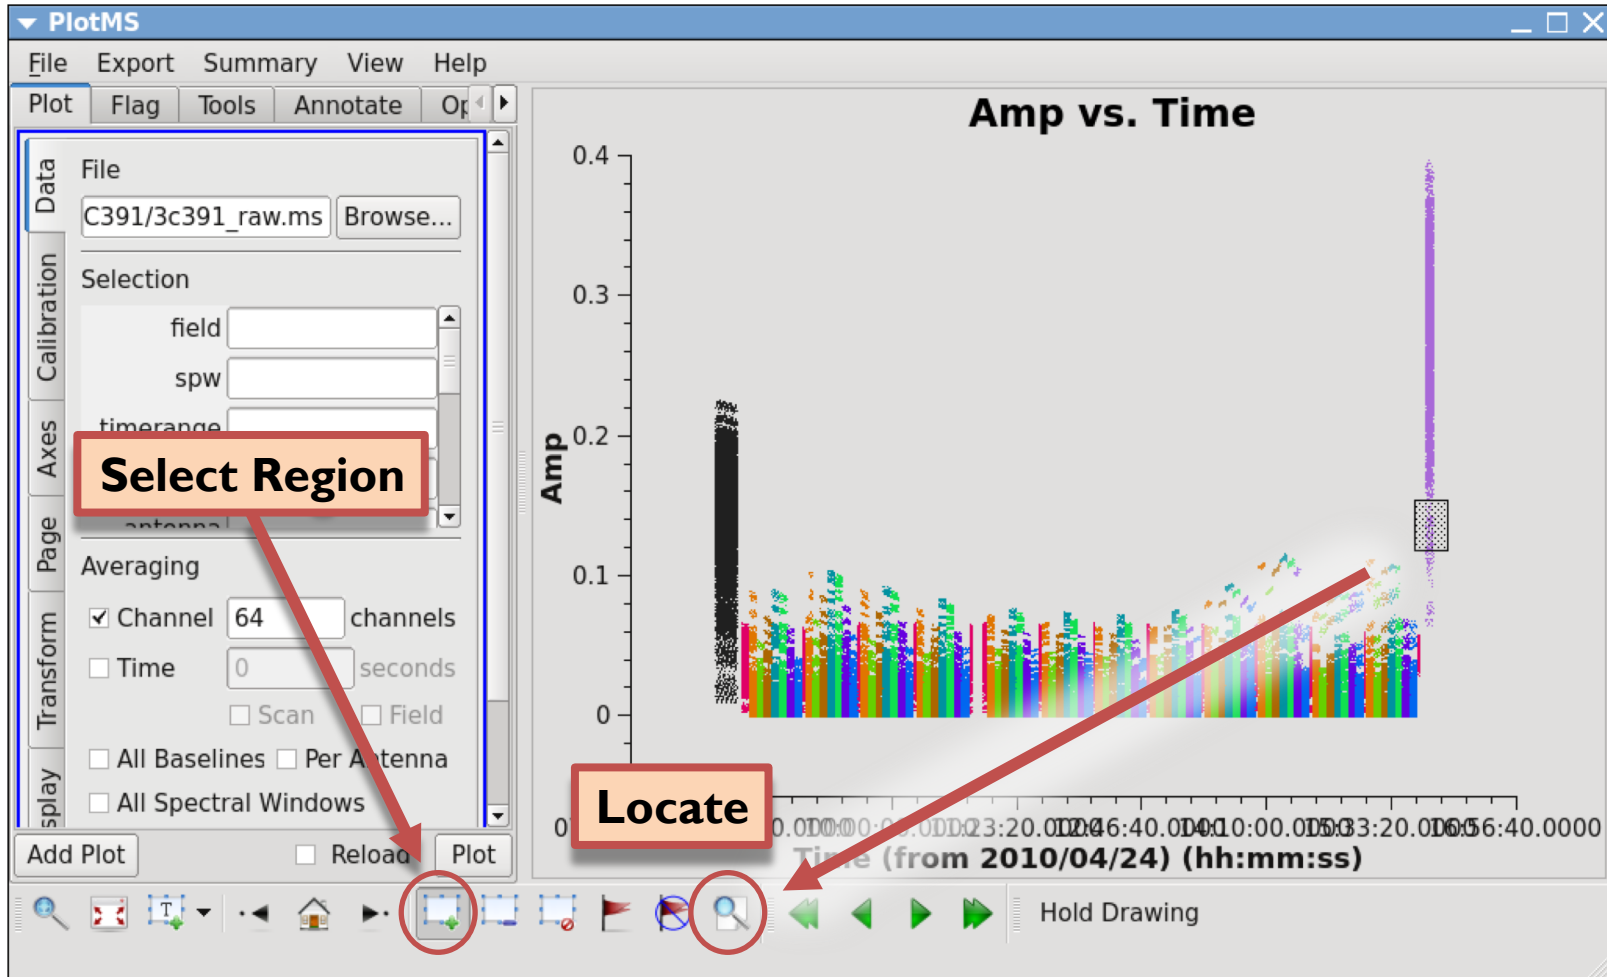 PlotMS
File Export Summary View Help
Plot Flag Tools Annotate Op
Data
Calibration
Axes
Page
Transform
splay
File
C391/3c391_raw.ms Browse...
Selection
field
spw
timerange
antenna
Select Region
Averaging
Channel 64 channels
Time 0 seconds
Scan Field
All Baselines Per Antenna
All Spectral Windows
Add Plot Reload Plot
Amp vs. Time
0.4
0.3
0.2
0.1
0
Amp
Locate
Time (from 2010/04/24) (hh:mm:ss)
Hold Drawing